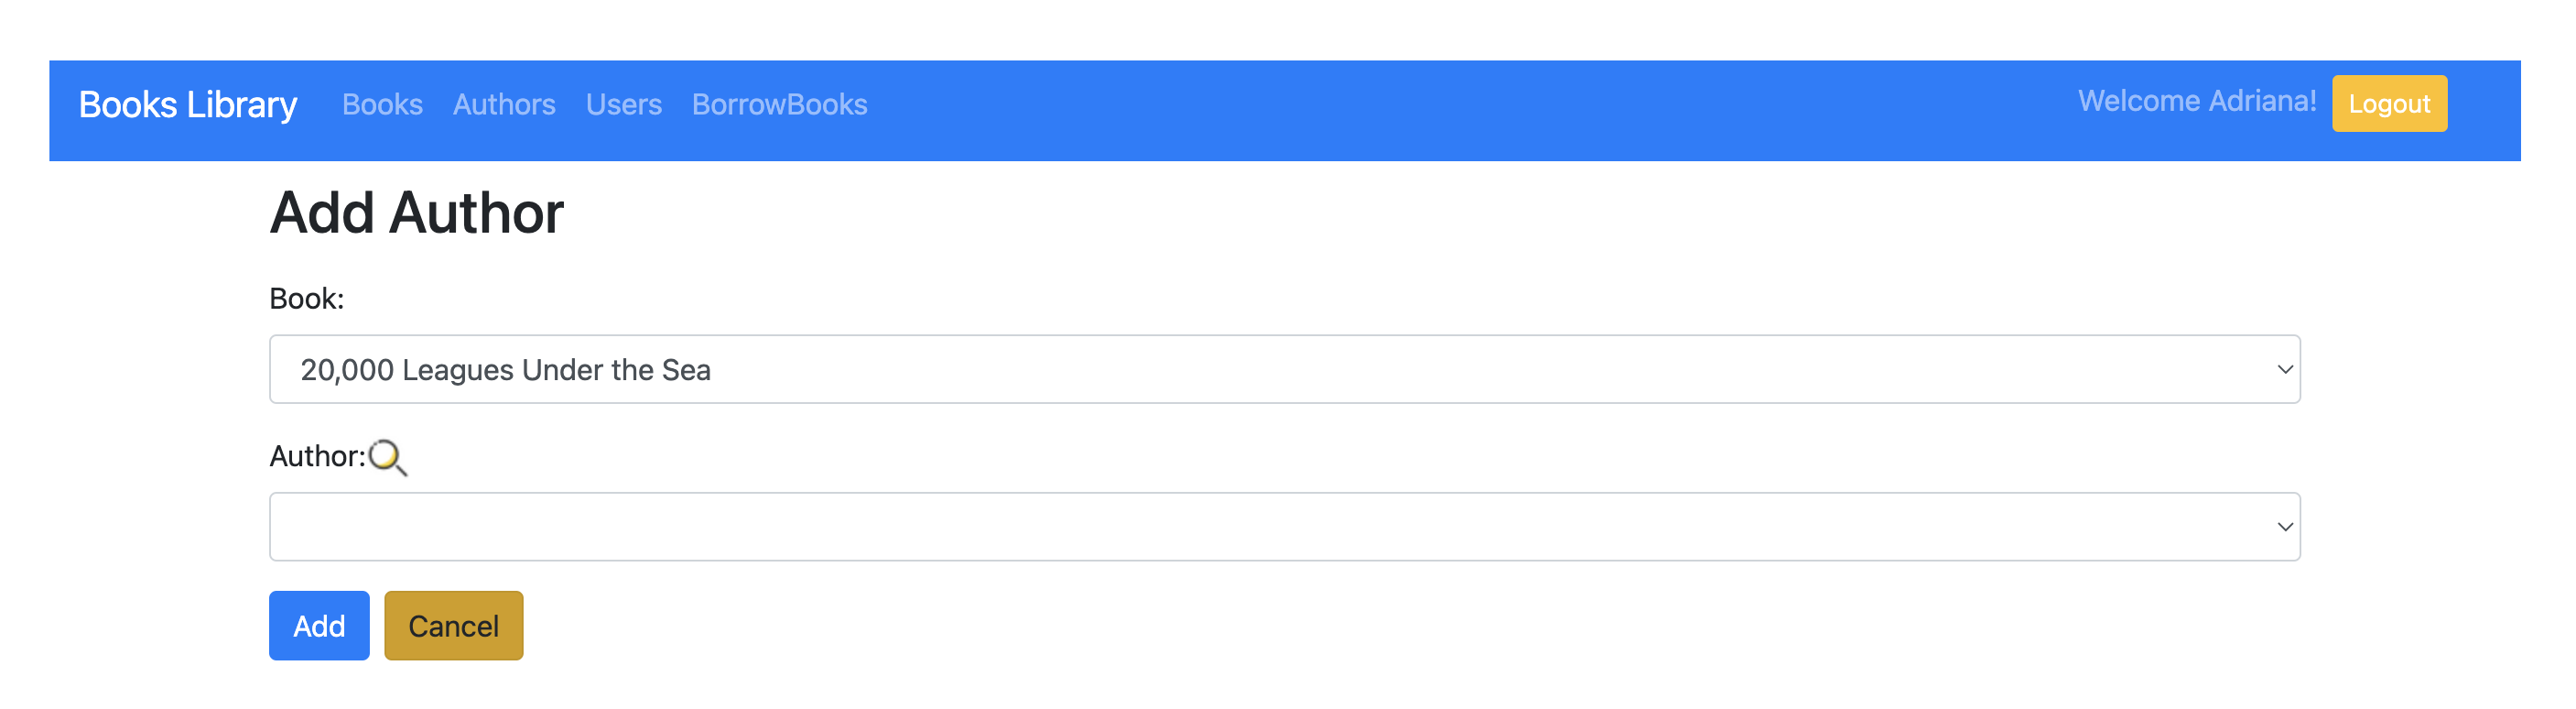 Books Library Books Authors Users BorrowBooks Welcome Adriana! Logout
Add Author
Book:
20,000 Leagues Under the Sea
Author:
Add Cancel